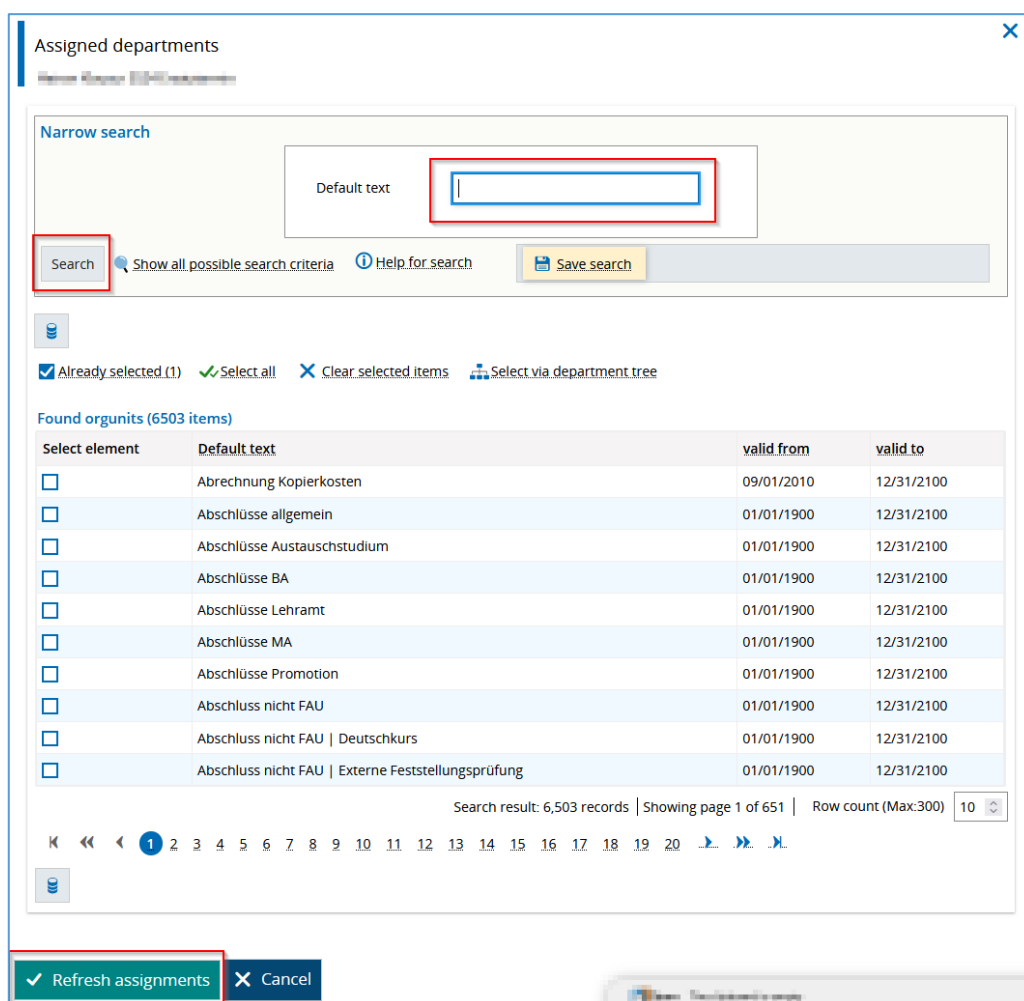 Assigned departments
Narrow search
Default text
Search Show all possible search criteria Help for search Save search
Already selected (1) Select all Clear selected items Select via department tree
Found orgunits (6503 items)
Select element Default text valid from valid to
Abrechnung Kopierkosten 09/01/2010 12/31/2100
Abschlüsse allgemein 01/01/1900 12/31/2100
Abschlüsse Austauschstudium 01/01/1900 12/31/2100
Abschlüsse BA 01/01/1900 12/31/2100
Abschlüsse Lehramt 01/01/1900 12/31/2100
Abschlüsse MA 01/01/1900 12/31/2100
Abschlüsse Promotion 01/01/1900 12/31/2100
Abschluss nicht FAU 01/01/1900 12/31/2100
Abschluss nicht FAU | Deutschkurs 01/01/1900 12/31/2100
Abschluss nicht FAU | Externe Feststellungsprüfung 01/01/1900 12/31/2100
Search result: 6,503 records | Showing page 1 of 651 | Row count (Max:300) 10
1 2 3 4 5 6 7 8 9 10 11 12 13 14 15 16 17 18 19 20
Refresh assignments Cancel